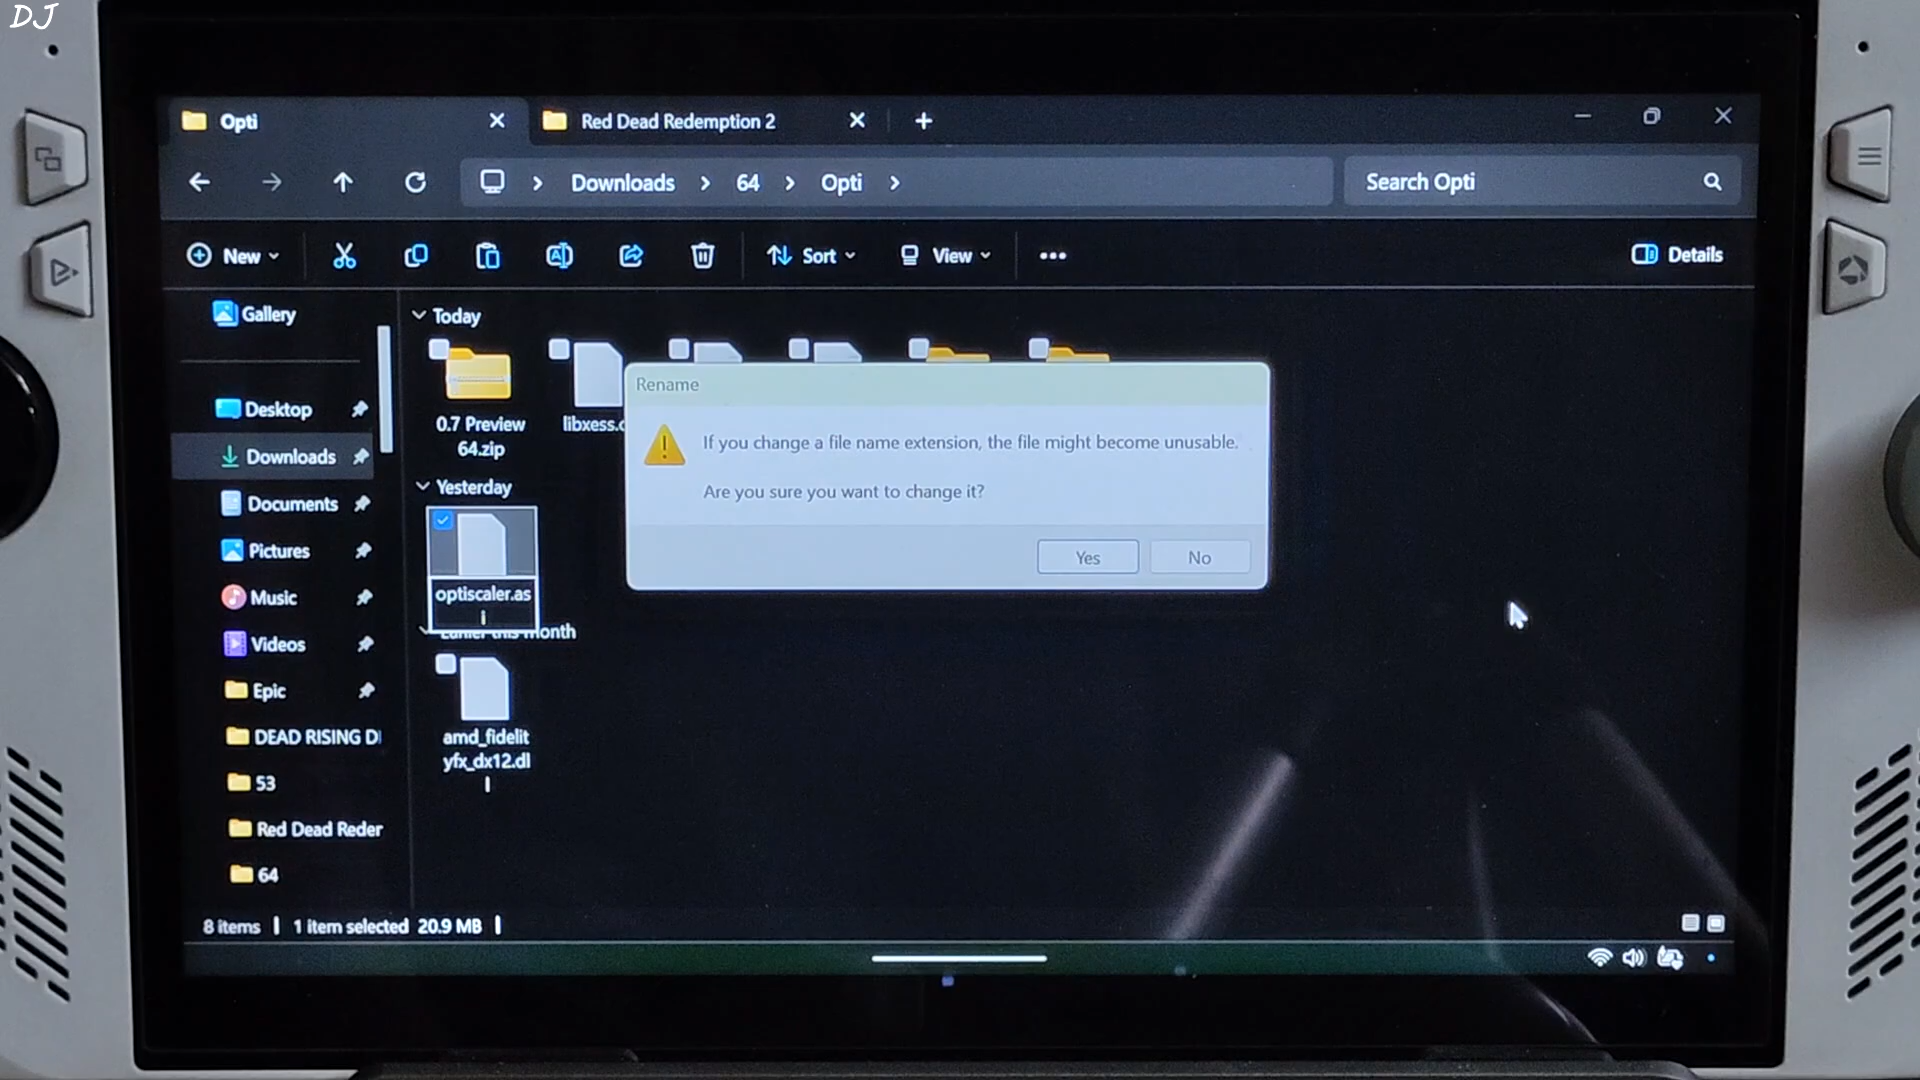 DJ
Opti
Red Dead Redemption 2
Downloads
64
Opti
Search Opti
New
Sort
View
Details
Gallery
Today
Desktop
Downloads
Documents
Pictures
Music
Videos
Epic
DEAD RISING D
53
Red Dead Reder
64
0.7 Preview
64.zip
libxess.
Rename
If you change a file name extension, the file might become unusable.
Are you sure you want to change it?
Yes
No
Yesterday
optiscaler.as
i
Earlier this month
amd_fidelit
yfx_dx12.dl
l
8 items
1 item selected 20.9 MB